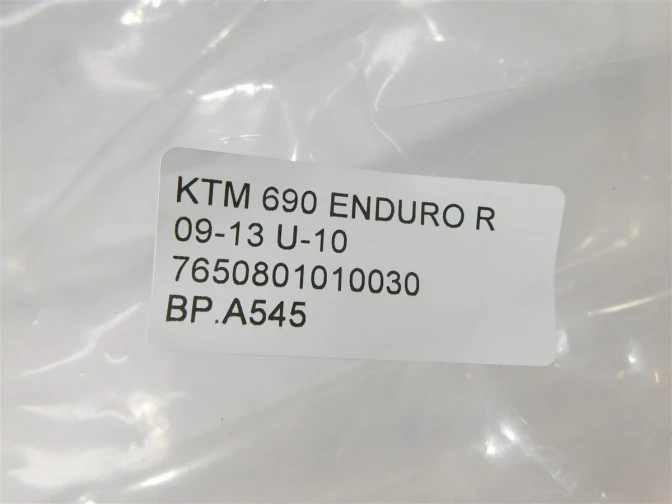 KTM 690 ENDURO R
09-13 U-10
7650801010030
BP.A545